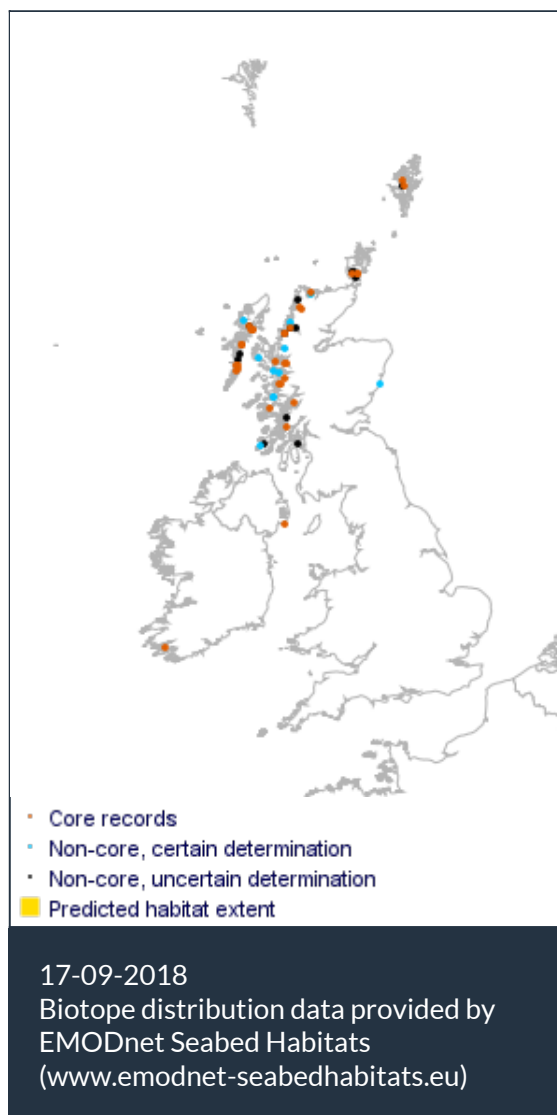 Core records
Non-core, certain determination
Non-core, uncertain determination
Predicted habitat extent
17-09-2018
Biotope distribution data provided by
EMODnet Seabed Habitats
(www.emodnet-seabedhabitats.eu)